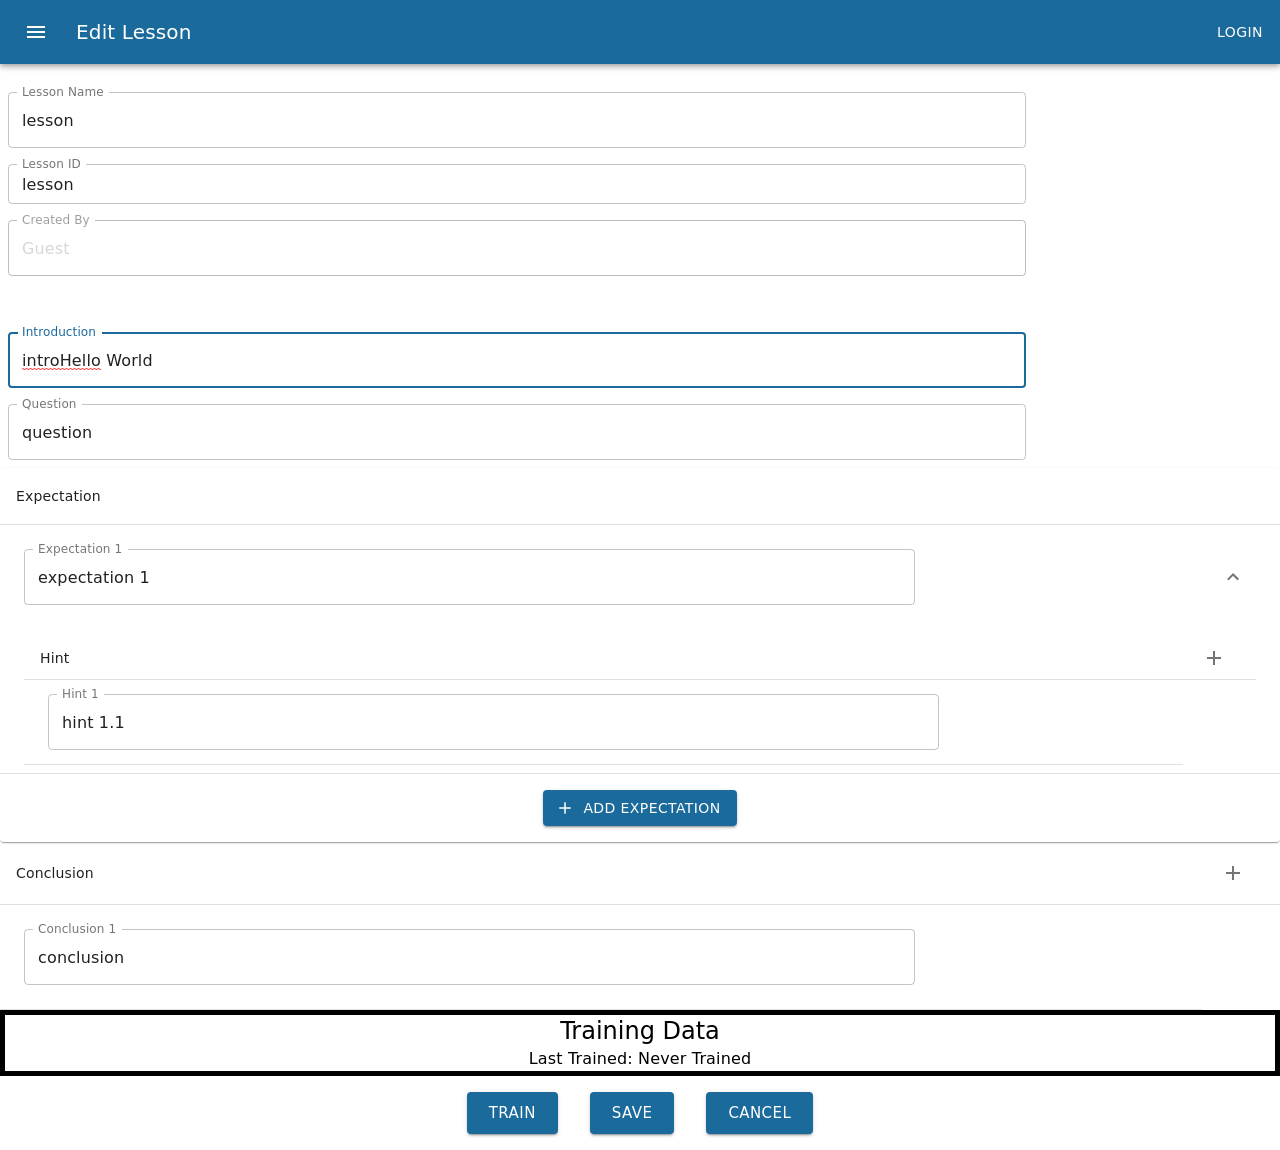 Edit Lesson
LOGIN
Lesson Name
lesson
Lesson ID
lesson
Created By
Guest
Introduction
introHello World
Question
question
Expectation
Expectation 1
expectation 1
Hint
Hint 1
hint 1.1
ADD EXPECTATION
Conclusion
Conclusion 1
conclusion
Training Data
Last Trained: Never Trained
TRAIN
SAVE
CANCEL